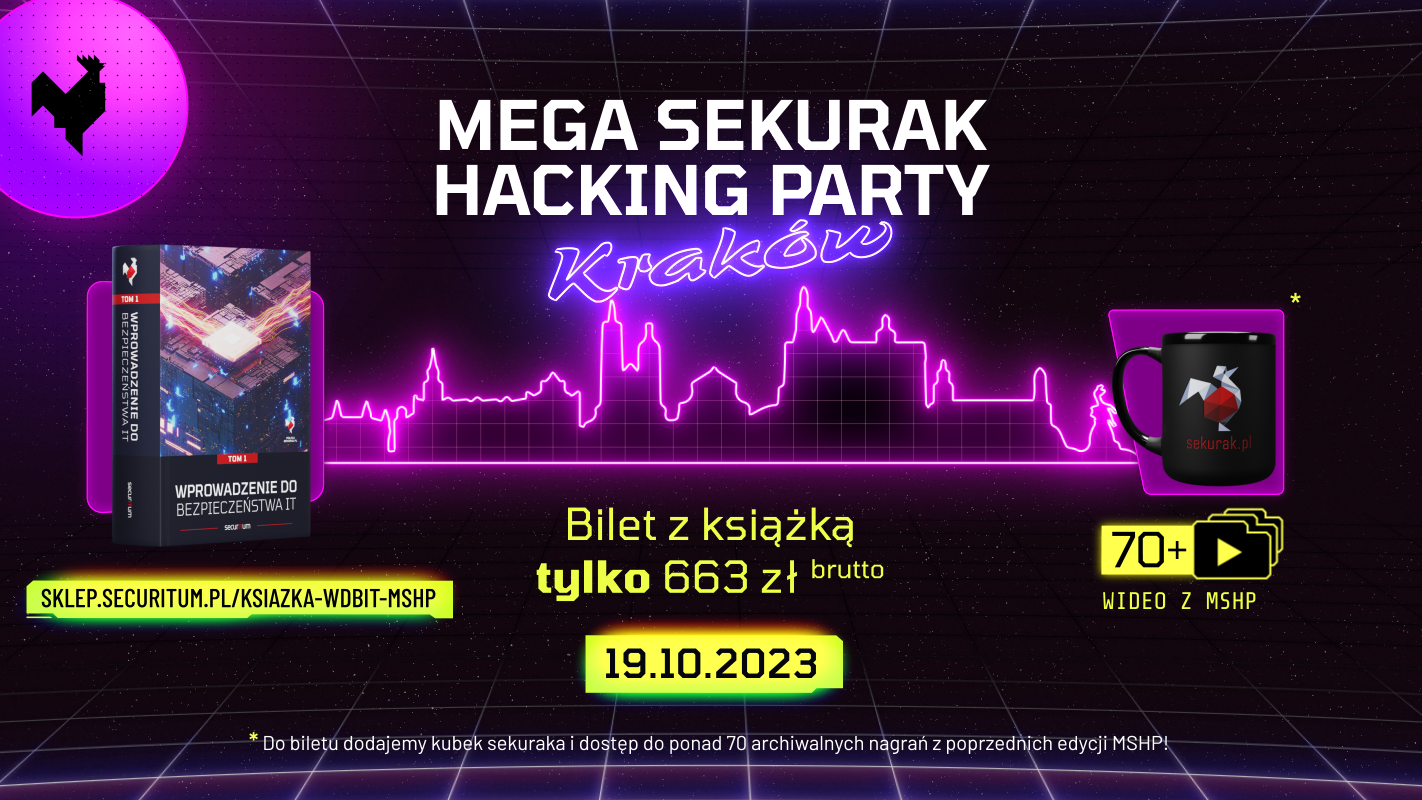 MEGA SEKURAK
HACKING PARTY
Kraków
TOM 1
WPROWADZENIE DO
BEZPIECZEŃSTWA IT
securitum
TOM 1
WPROWADZENIE DO
BEZPIECZEŃSTWA IT
securitum
SKLEP.SECURITUM.PL/KSIAZKA-WDBIT-MSHP
Bilet z książką
tylko 663 zł brutto
19.10.2023
*
sekurak.pl
70+
WIDEO Z MSHP
* Do biletu dodajemy kubek sekuraka i dostęp do ponad 70 archiwalnych nagrań z poprzednich edycji MSHP!